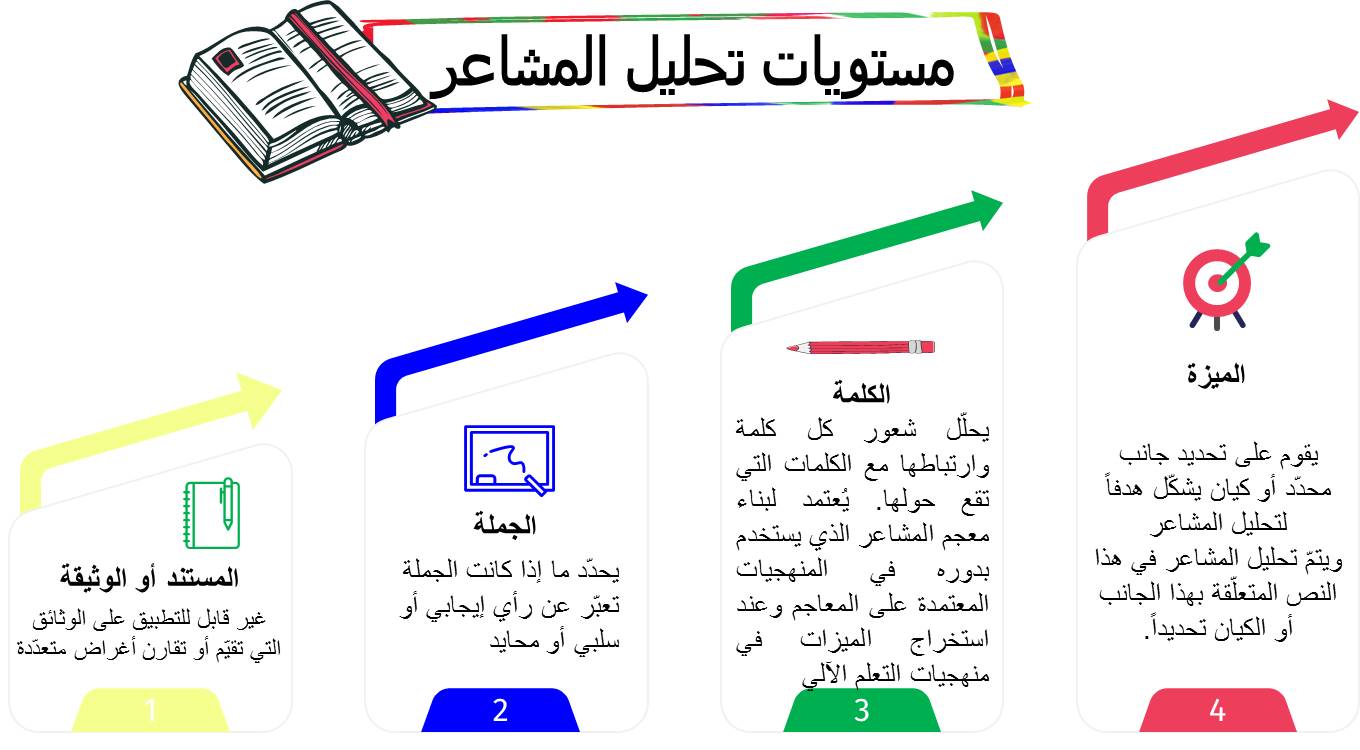 مستويات تحليل المشاعر
المستند أو الوثيقة
غير قابل للتطبيق على الوثائق
التي تقيّم أو تقارن أغراض متعدّدة
1
الجملة
يحدّد ما إذا كانت الجملة
تعبّر عن رأي إيجابي أو
سلبي أو محايد
2
الكلمة
يحلّل شعور كل كلمة
وارتباطها مع الكلمات التي
تقع حولها. يُعتمد لبناء
معجم المشاعر الذي يستخدم
بدوره في المنهجيات
المعتمدة على المعاجم وعند
استخراج الميزات في
منهجيات التعلم الآلي
3
الميزة
يقوم على تحديد جانب
محدّد أو كيان يشكّل هدفاً
لتحليل المشاعر
ويتمّ تحليل المشاعر في هذا
النص المتعلّقة بهذا الجانب
أو الكيان تحديداً.
4